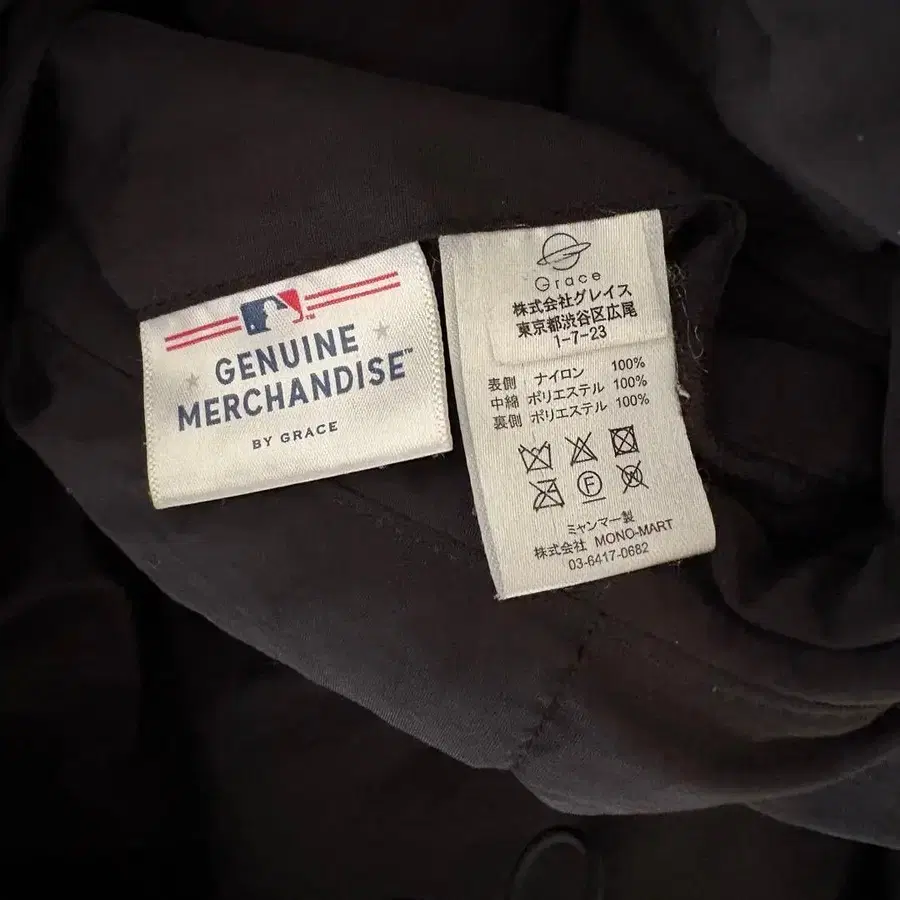 GENUINE
MERCHANDISE™
BY GRACE
Grace
株式会社グレイス
東京都渋谷区広尾
1-7-23
表側 ナイロン 100%
中綿 ポリエステル 100%
裏側 ポリエステル 100%
F
ミャンマー製
株式会社 MONO-MART
03-6417-0682